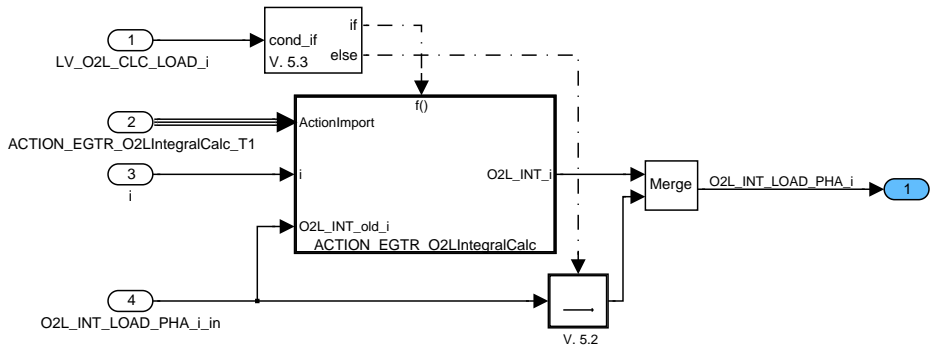 if
1
cond_if
else
LV_O2L_CLC_LOAD_i
V. 5.3
f()
2
ActionImport
ACTION_EGTR_O2LIntegralCalc_T1
3
i
O2L_INT_i
Merge
O2L_INT_LOAD_PHA_i
1
i
O2L_INT_old_i
ACTION_EGTR_O2LIntegralCalc
4
O2L_INT_LOAD_PHA_i_in
V. 5.2